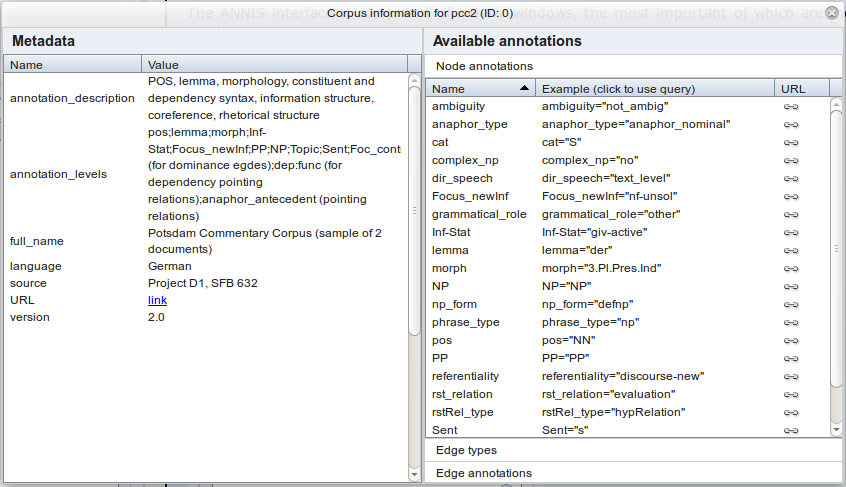 The ANNIS interface windows, the most important of which are
Corpus information for pcc2 (ID: 0)
Metadata
Name Value
annotation_description POS, lemma, morphology, constituent and
dependency syntax, information structure,
coreference, rhetorical structure
annotation_levels pos;lemma;morph;Inf-
Stat;Focus_newInf;PP;NP;Topic;Sent;Foc_cont
(for dominance egdes);dep:func (for
dependency pointing
relations);anaphor_antecedent (pointing
relations)
full_name Potsdam Commentary Corpus (sample of 2
documents)
language German
source Project D1, SFB 632
URL link
version 2.0
Available annotations
Node annotations
Name Example (click to use query) URL
ambiguity ambiguity="not_ambig"
anaphor_type anaphor_type="anaphor_nominal"
cat cat="S"
complex_np complex_np="no"
dir_speech dir_speech="text_level"
Focus_newInf Focus_newInf="nf-unsol"
grammatical_role grammatical_role="other"
Inf-Stat Inf-Stat="giv-active"
lemma lemma="der"
morph morph="3.Pl.Pres.Ind"
NP NP="NP"
np_form np_form="defnp"
phrase_type phrase_type="np"
pos pos="NN"
PP PP="PP"
referentiality referentiality="discourse-new"
rst_relation rst_relation="evaluation"
rstRel_type rstRel_type="hypRelation"
Sent Sent="s"
Edge types
Edge annotations